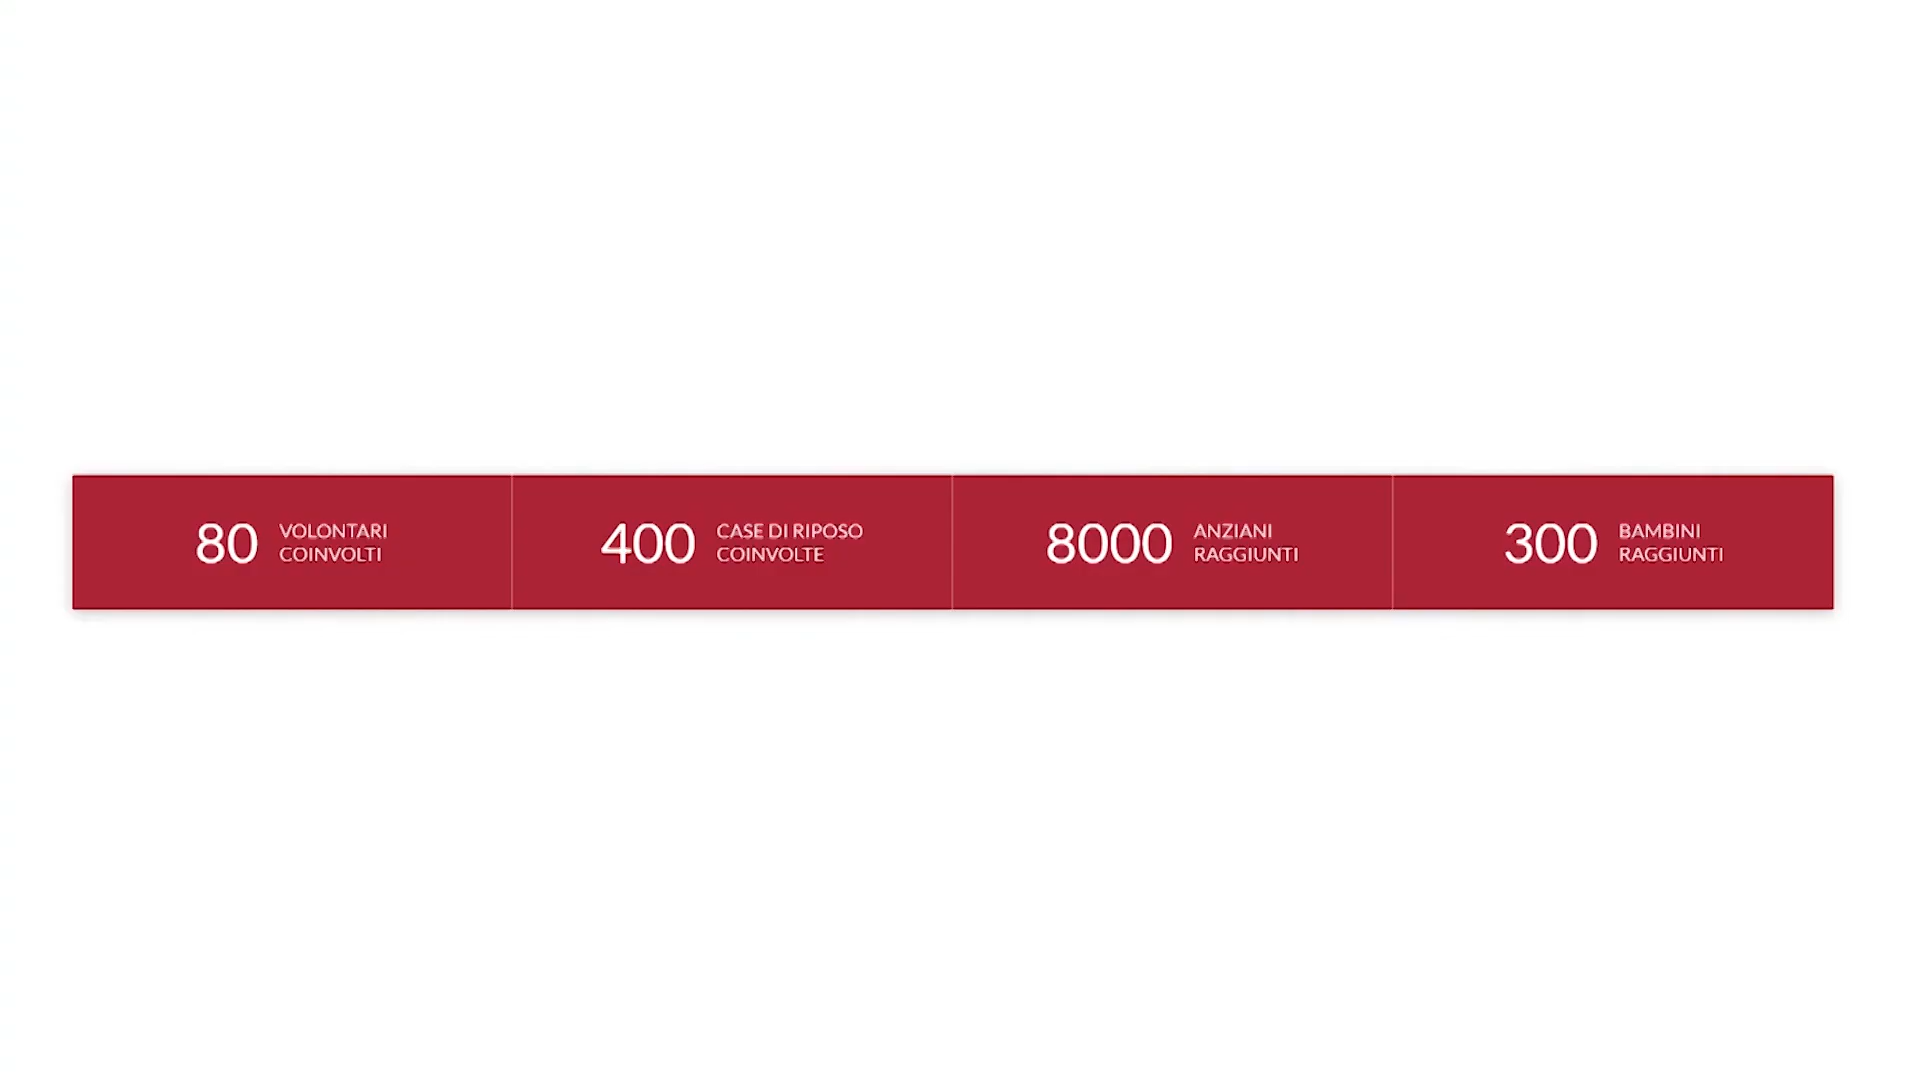 80
VOLONTARI
COINVOLTI
400
CASE DI RIPOSO
COINVOLTE
8000
ANZIANI
RAGGIUNTI
300
BAMBINI
RAGGIUNTI